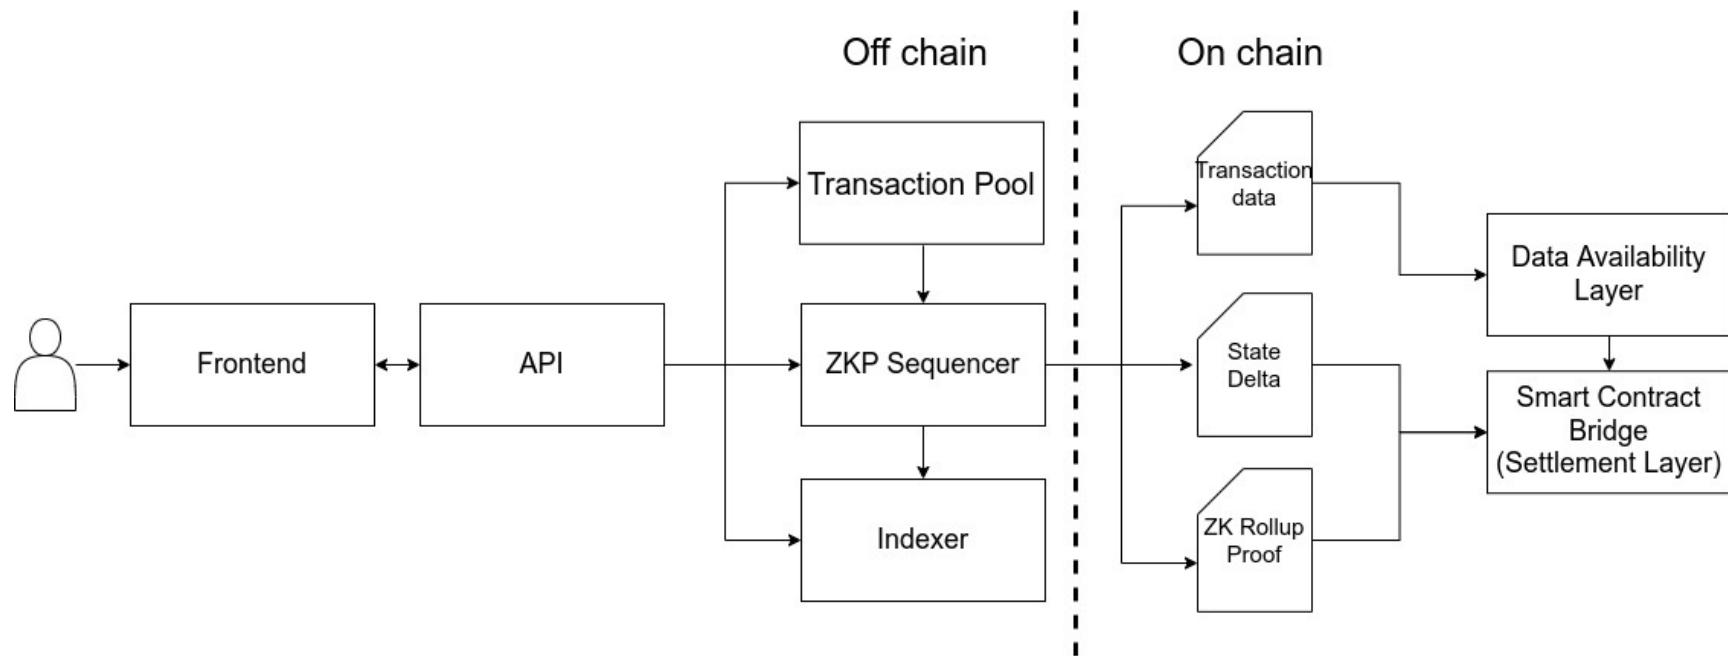 Off chain
On chain
Transaction Pool
Transaction
data
Data Availability
Layer
Frontend
API
ZKP Sequencer
State
Delta
Smart Contract
Bridge
(Settlement Layer)
Indexer
ZK Rollup
Proof